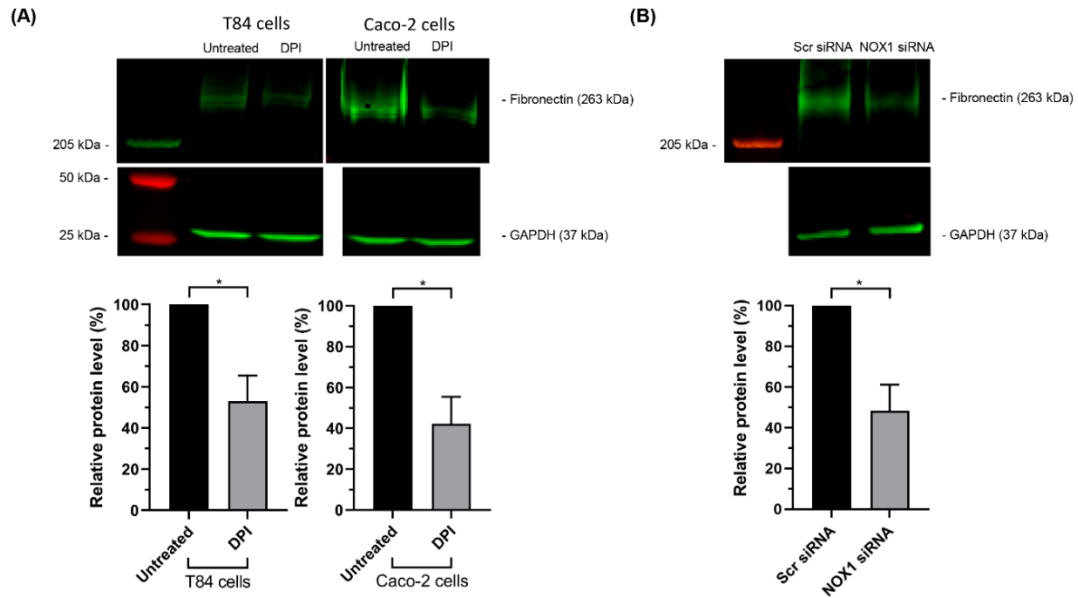 (A)
T84 cells
Caco-2 cells
Untreated
DPI
Untreated
DPI
- Fibronectin (263 kDa)
205 kDa -
50 kDa -
25 kDa -
- GAPDH (37 kDa)
*
Relative protein level (%)
100
80
60
40
20
0
Untreated
DPI
T84 cells
*
Relative protein level (%)
100
80
60
40
20
0
Untreated
DPI
Caco-2 cells
(B)
Scr siRNA
NOX1 siRNA
- Fibronectin (263 kDa)
205 kDa -
- GAPDH (37 kDa)
*
Relative protein level (%)
100
80
60
40
20
0
Scr siRNA
NOX1 siRNA